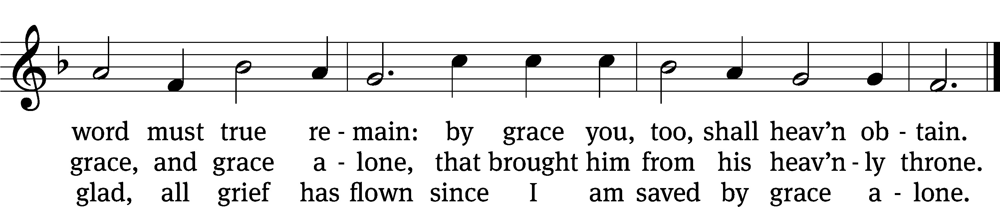 word must true re - main: by grace you, too, shall heav’n ob - tain.
grace, and grace a - lone, that brought him from his heav’n - ly throne.
glad, all grief has flown since I am saved by grace a - lone.